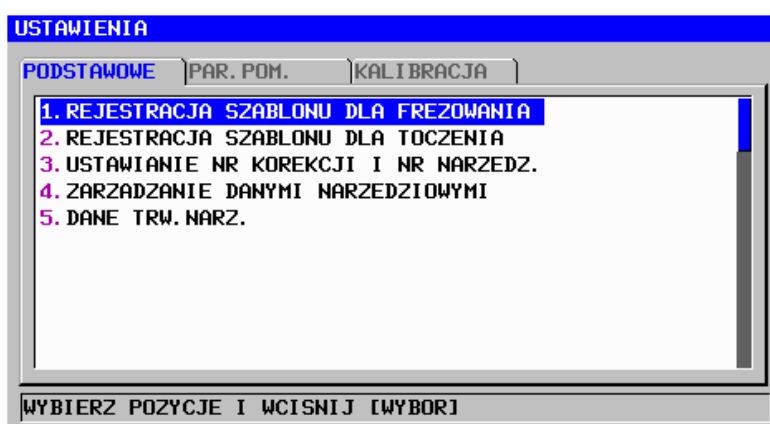 USTAWIENIA
PODSTAWOWE PAR.POM. KALIBRACJA
1.REJESTRACJA SZABLONU DLA FREZOWANIA
2.REJESTRACJA SZABLONU DLA TOCZENIA
3.USTAWIANIE NR KOREKCJI I NR NARZEDZ.
4.ZARZADZANIE DANYMI NARZEDZIOWYMI
5.DANE TRW.NARZ.
WYBIERZ POZYCJE I WCISNIJ [WYBOR]